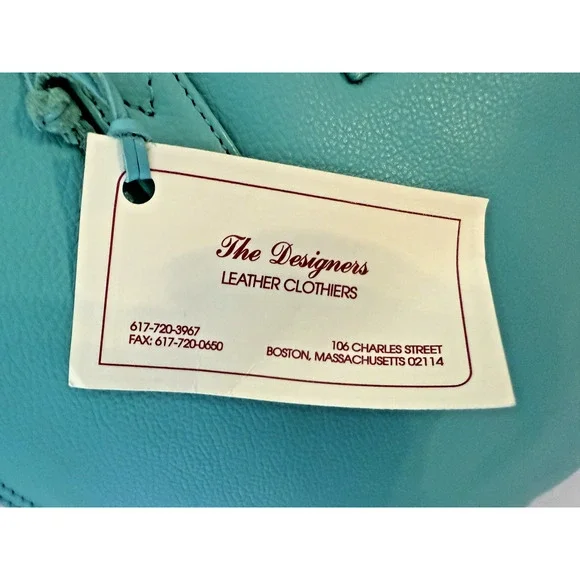 The Designers
LEATHER CLOTHIERS
617-720-3967
FAX: 617-720-0650
106 CHARLES STREET
BOSTON, MASSACHUSETTS 02114